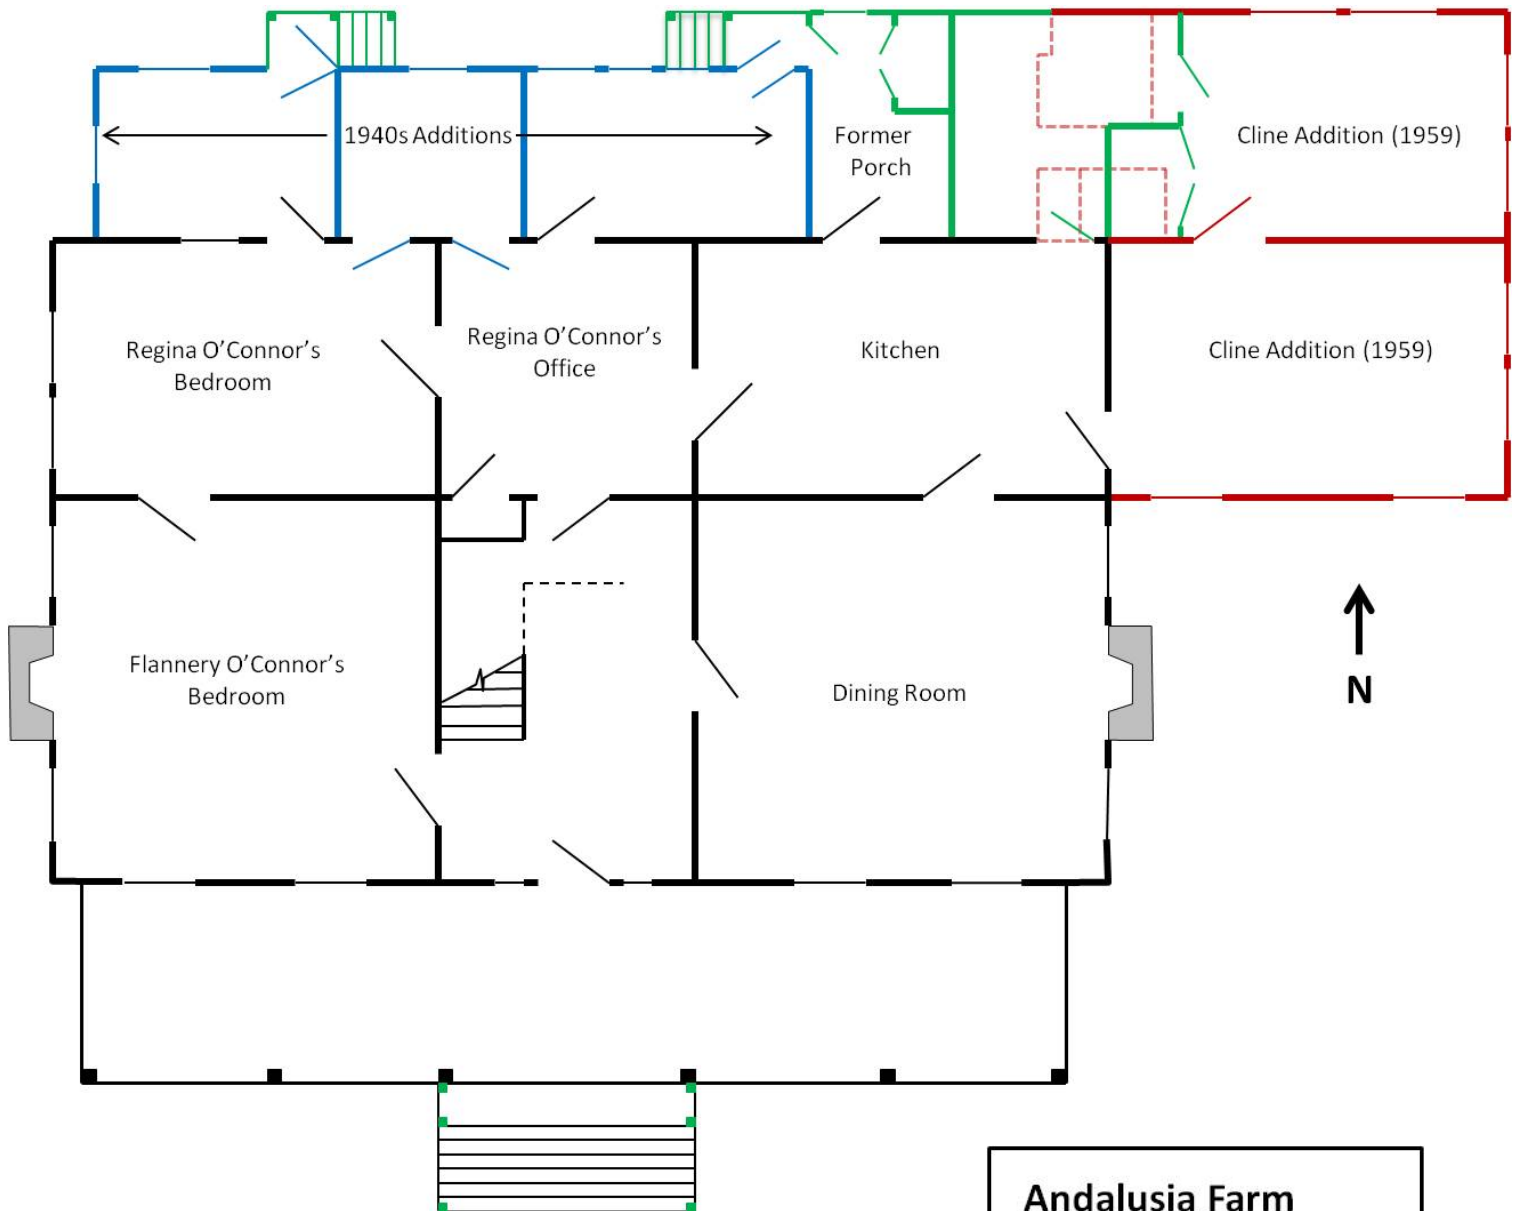 1940s Additions
Former
Porch
Cline Addition (1959)
Regina O’Connor’s
Bedroom
Regina O’Connor’s
Office
Kitchen
Cline Addition (1959)
Flannery O’Connor’s
Bedroom
Dining Room
N
Andalusia Farm